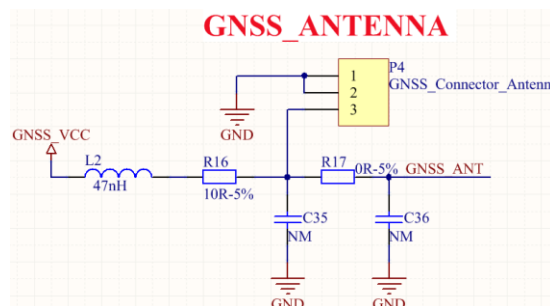 GNSS_ANTENNA
P4
1
2
3
GNSS_Connector_Antenn
GND
GNSS_VCC
L2
47nH
R16
10R-5%
R17
0R-5%
GNSS_ANT
C35
NM
C36
NM
GND
GND